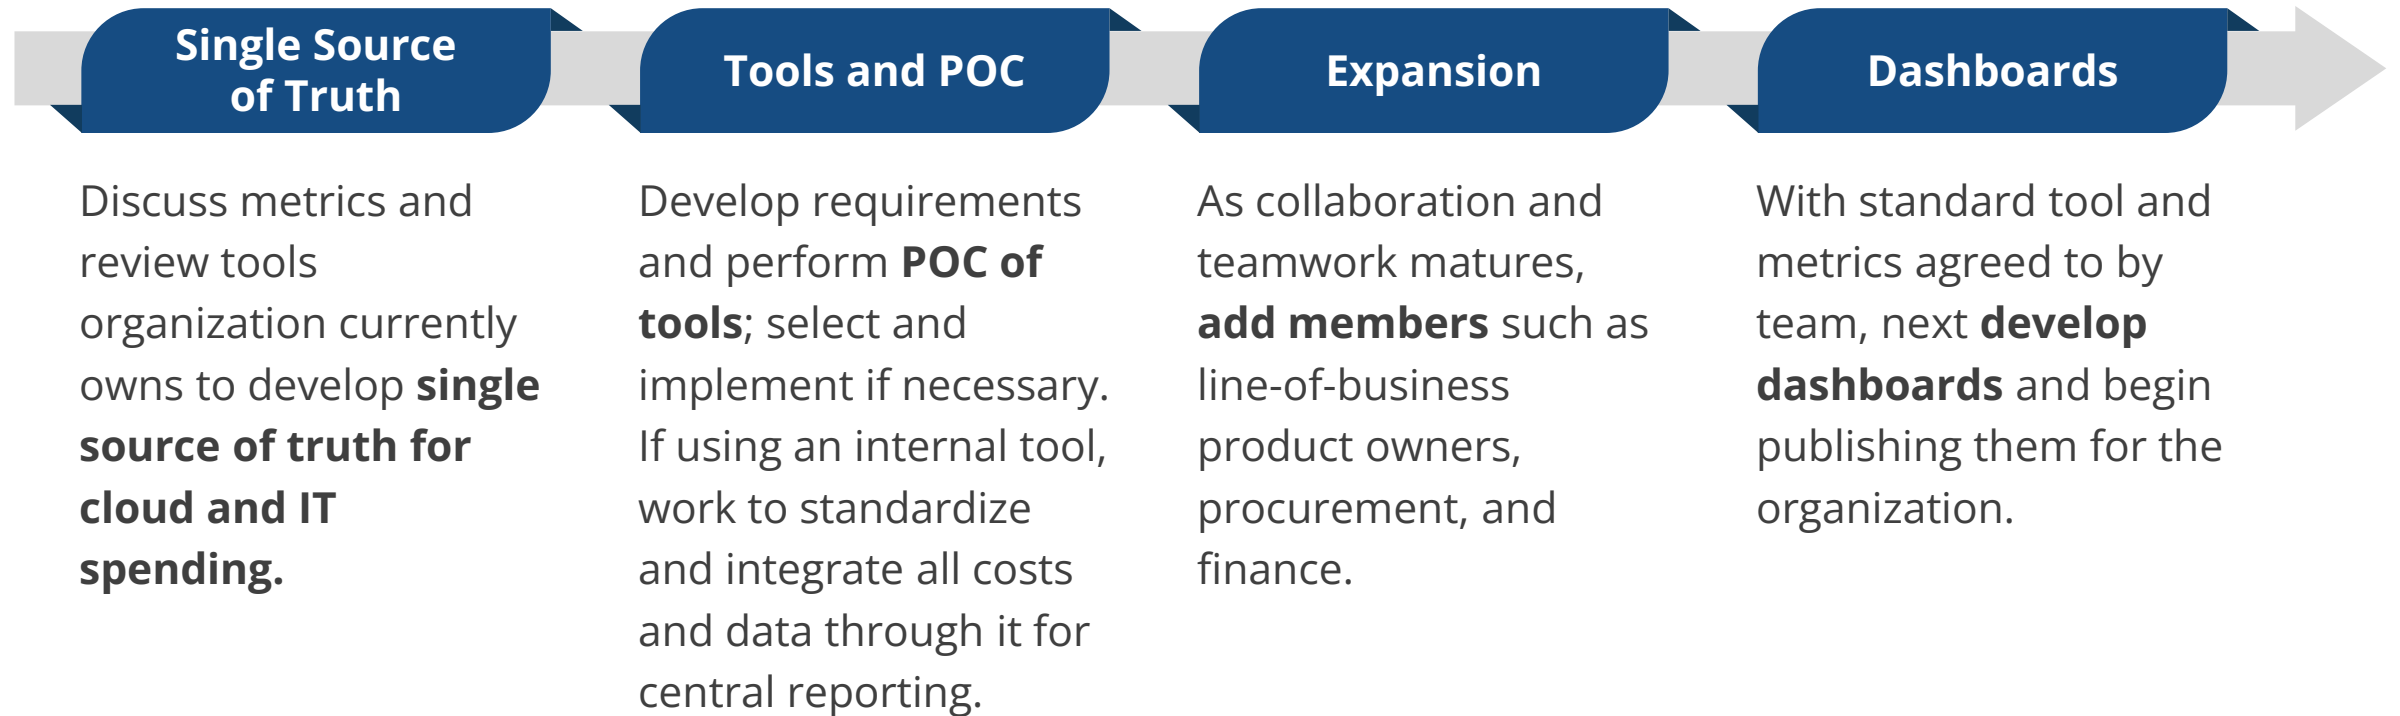 Single Source
of Truth
Discuss metrics and
review tools
organization currently
owns to develop single
source of truth for
cloud and IT
spending.
Tools and POC
Develop requirements
and perform POC of
tools; select and
implement if necessary.
If using an internal tool,
work to standardize
and integrate all costs
and data through it for
central reporting.
Expansion
As collaboration and
teamwork matures,
add members such as
line-of-business
product owners,
procurement, and
finance.
Dashboards
With standard tool and
metrics agreed to by
team, next develop
dashboards and begin
publishing them for the
organization.